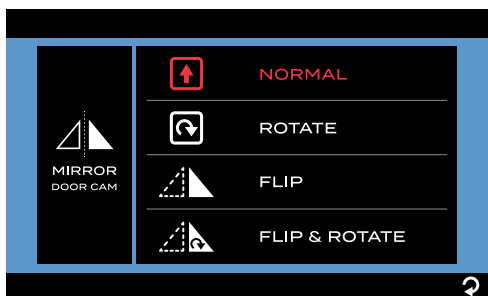 MIRROR
DOOR CAM
NORMAL
ROTATE
FLIP
FLIP & ROTATE